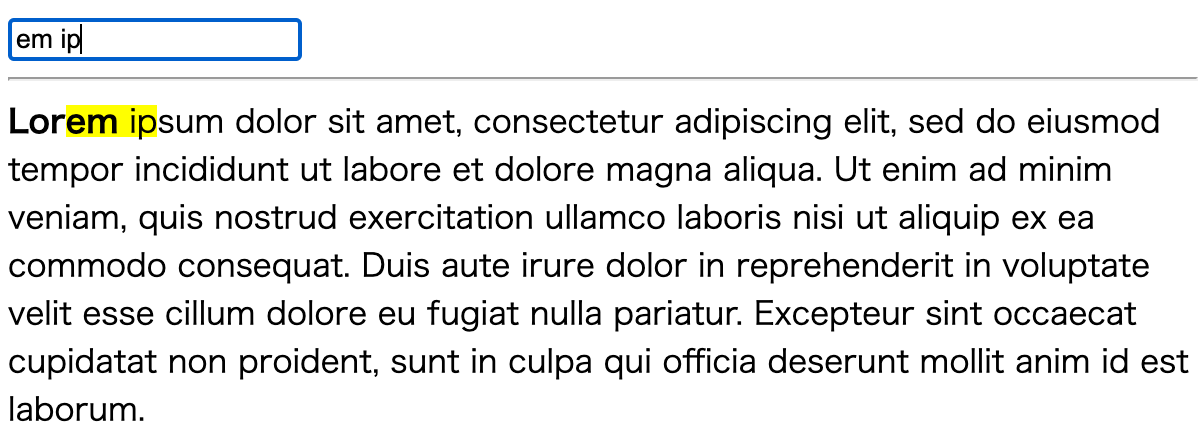 em ip
Lorem ipsum dolor sit amet, consectetur adipiscing elit, sed do eiusmod
tempor incididunt ut labore et dolore magna aliqua. Ut enim ad minim
veniam, quis nostrud exercitation ullamco laboris nisi ut aliquip ex ea
commodo consequat. Duis aute irure dolor in reprehenderit in voluptate
velit esse cillum dolore eu fugiat nulla pariatur. Excepteur sint occaecat
cupidatat non proident, sunt in culpa qui officia deserunt mollit anim id est
laborum.